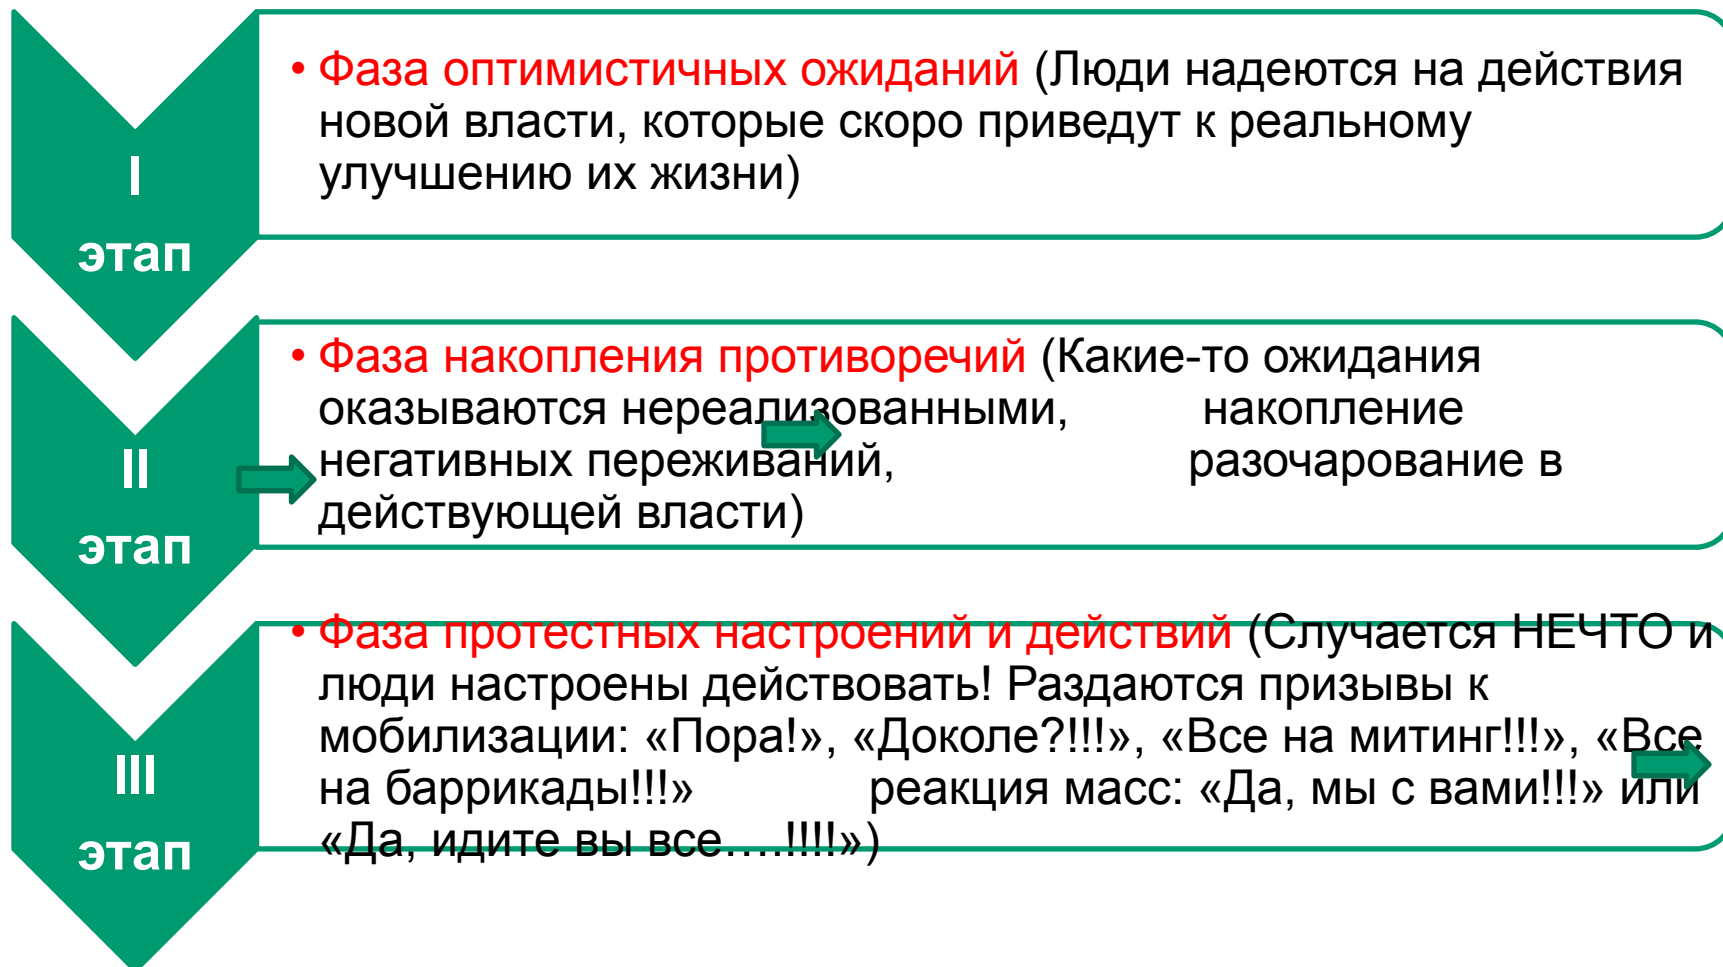 I
этап
• Фаза оптимистичных ожиданий (Люди надеются на действия
новой власти, которые скоро приведут к реальному
улучшению их жизни)
II
этап
• Фаза накопления противоречий (Какие-то ожидания
оказываются нереализованными, накопление
негативных переживаний, разочарование в
действующей власти)
III
этап
• Фаза протестных настроений и действий (Случается НЕЧТО и
люди настроены действовать! Раздаются призывы к
мобилизации: «Пора!», «Доколе?!!!», «Все на митинг!!!», «Все
на баррикады!!!» реакция масс: «Да, мы с вами!!!» или
«Да, идите вы все….!!!!»)